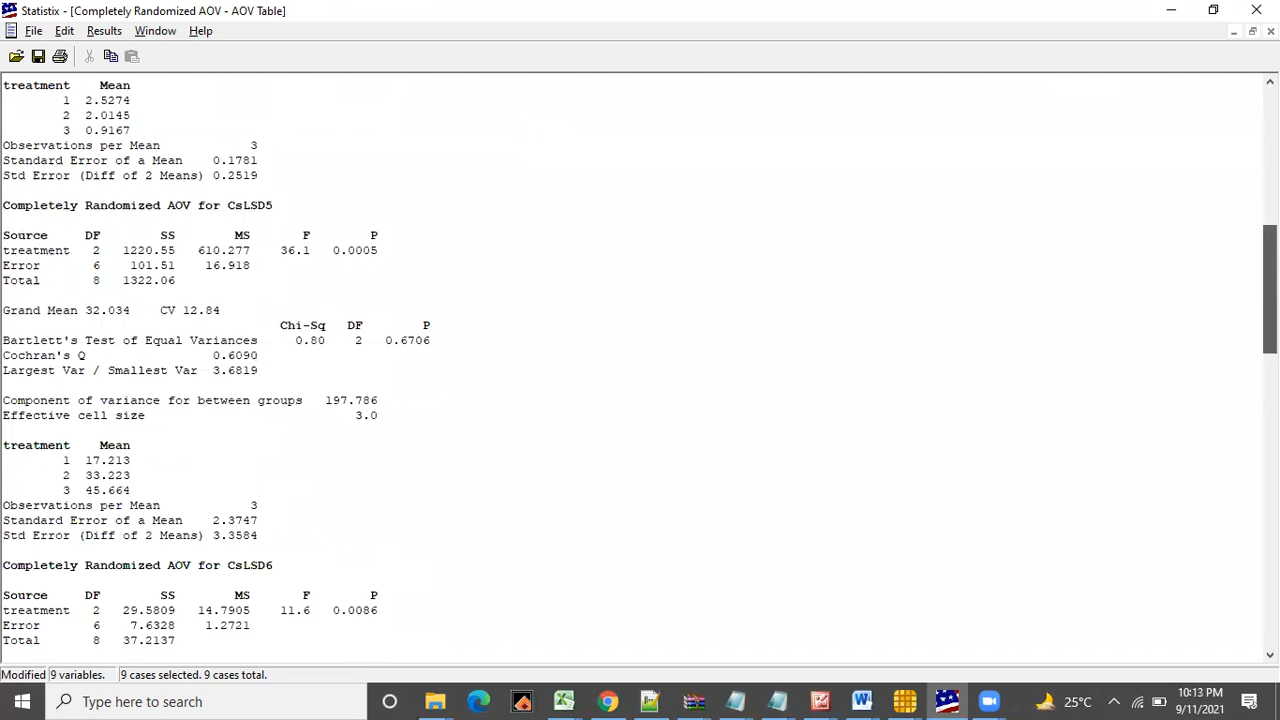 Statistix - [Completely Randomized AOV - AOV Table]
File Edit Results Window Help
treatment Mean
1 2.5274
2 2.0145
3 0.9167
Observations per Mean 3
Standard Error of a Mean 0.1781
Std Error (Diff of 2 Means) 0.2519
Completely Randomized AOV for CsLSD5
Source DF SS MS F P
treatment 2 1220.55 610.277 36.1 0.0005
Error 6 101.51 16.918
Total 8 1322.06
Grand Mean 32.034 CV 12.84
Chi-Sq DF P
Bartlett's Test of Equal Variances 0.80 2 0.6706
Cochran's Q 0.6090
Largest Var / Smallest Var 3.6819
Component of variance for between groups 197.786
Effective cell size 3.0
treatment Mean
1 17.213
2 33.223
3 45.664
Observations per Mean 3
Standard Error of a Mean 2.3747
Std Error (Diff of 2 Means) 3.3584
Completely Randomized AOV for CsLSD6
Source DF SS MS F P
treatment 2 29.5809 14.7905 11.6 0.0086
Error 6 7.6328 1.2721
Total 8 37.2137
Modified 9 variables. 9 cases selected. 9 cases total.
Type here to search
25°C
10:13 PM
9/11/2021